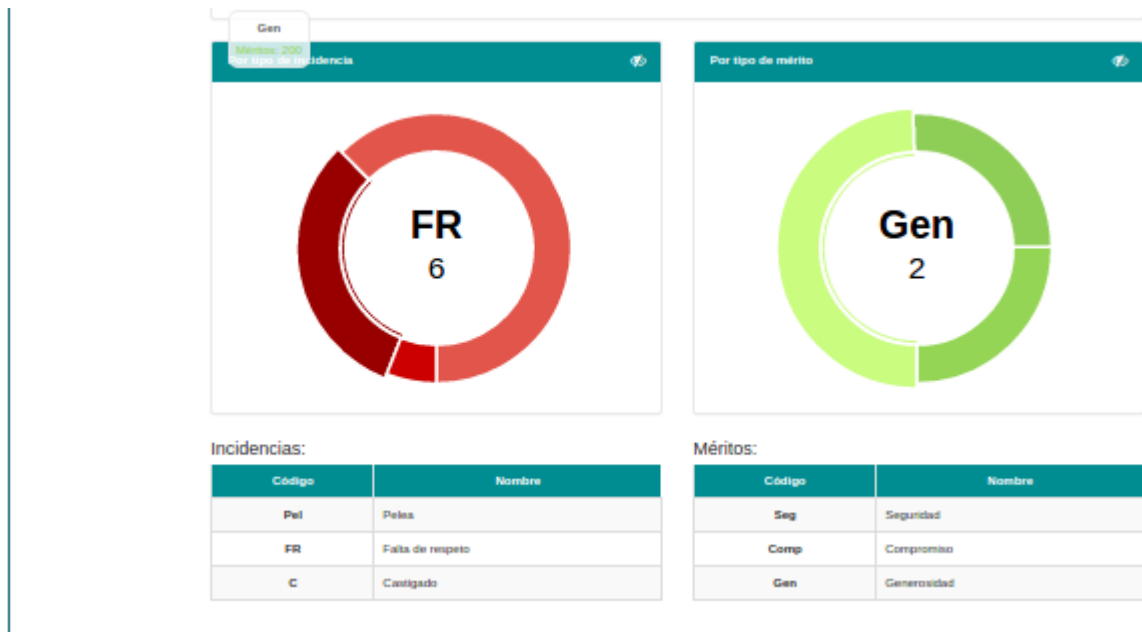 Gen
Méritos: 200
Por tipo de incidencia
Por tipo de mérito
FR
6
Gen
2
Incidencias:
Código Nombre
Pel Pelea
FR Falta de respeto
C Castigado
Méritos:
Código Nombre
Seg Seguridad
Comp Compromiso
Gen Generosidad